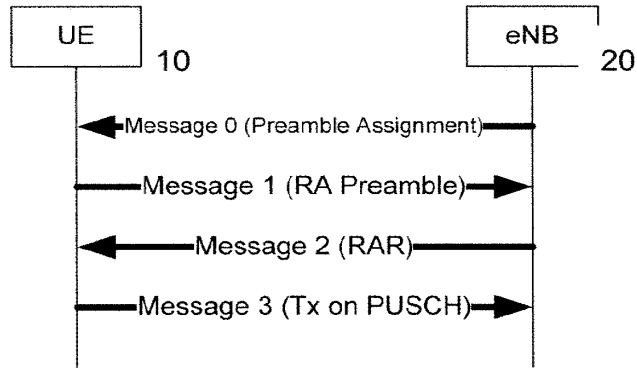 UE
10
eNB
20
Message 0 (Preamble Assignment)
Message 1 (RA Preamble)
Message 2 (RAR)
Message 3 (Tx on PUSCH)